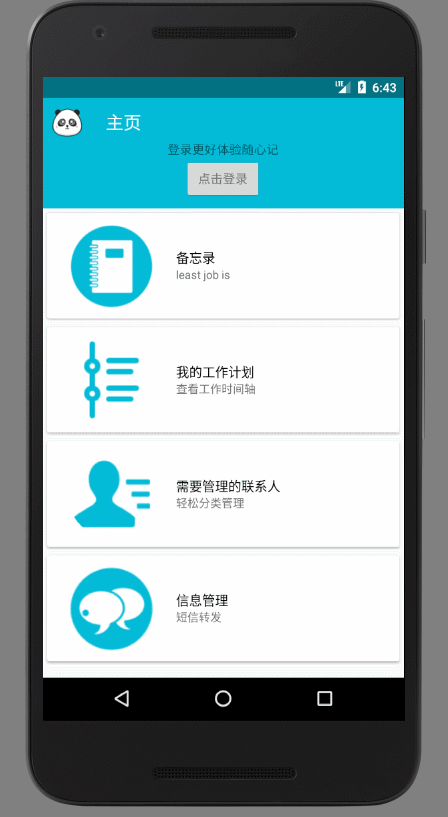 LTE 6:43
主页
登录更好体验随心记
点击登录
备忘录
least job is
我的工作计划
查看工作时间轴
需要管理的联系人
轻松分类管理
信息管理
短信转发